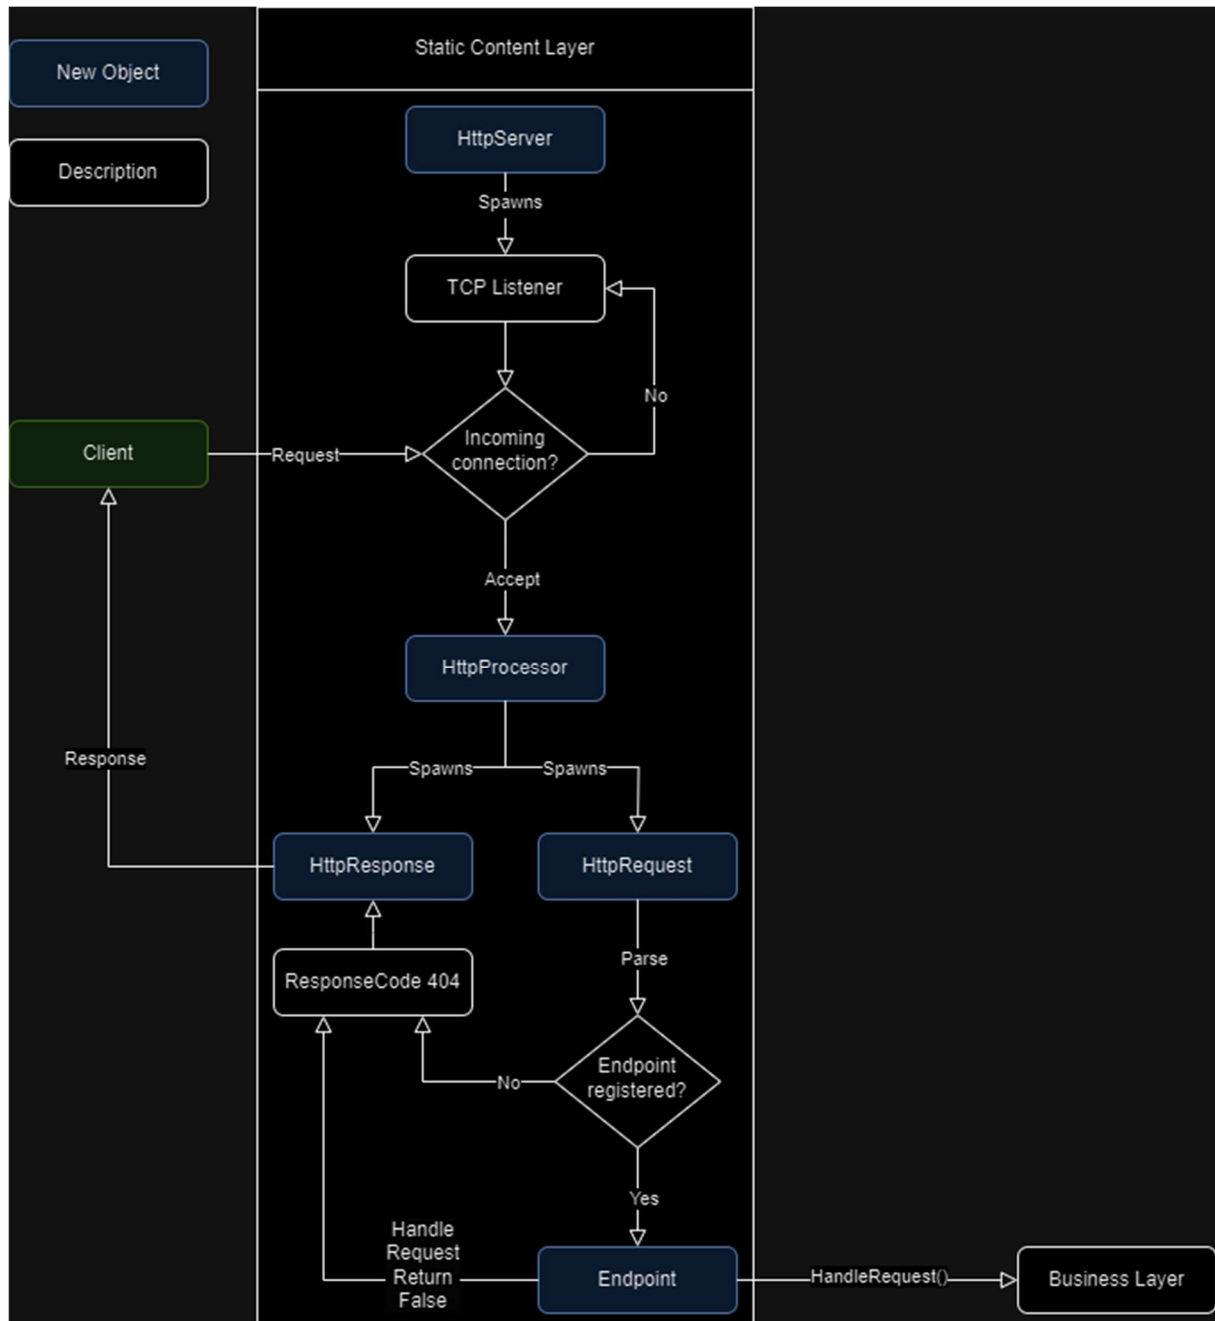 Static Content Layer
New Object
HttpServer
Description
Spawns
TCP Listener
No
Client
Request
Incoming
connection?
Accept
HttpProcessor
Response
Spawns
Spawns
HttpResponse
HttpRequest
Parse
ResponseCode 404
Endpoint
registered?
No
Yes
Handle
Request
Return
False
Endpoint
HandleRequest()
Business Layer